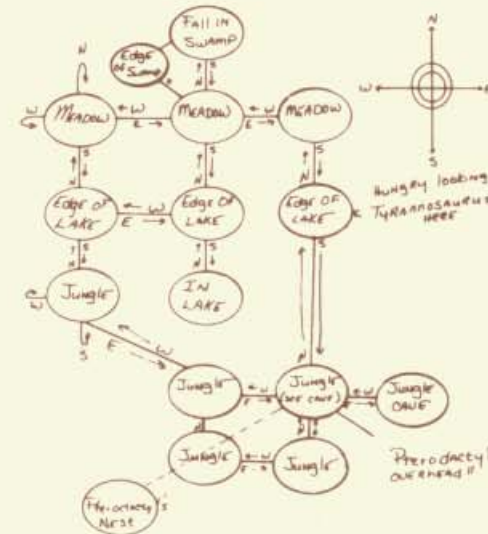 FALL IN
SWAMP
Edge
of Swamp
N
N
S
W
MEADOW
W
E
MEADOW
W
E
MEADOW
N
W
E
S
S
N
S
N
S
N
Edge OF
LAKE
W
E
Edge OF
LAKE
Edge OF
LAKE
HUNGRY looking
TYRANNOSAURUS
HERE
S
N
S
N
S
Jungle
W
S
IN
LAKE
E
W
N
Jungle
W
E
Jungle
(see cave)
W
E
Jungle
CAVE
N
Jungle
W
E
Jungle
Pterodacty
OVERHEAD!!
Pterodactyl
NEST
S